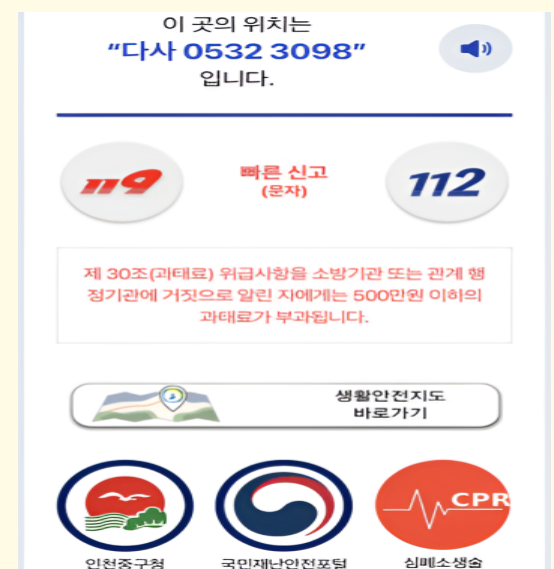 이 곳의 위치는
“다사 0532 3098”
입니다.
119
빠른 신고
(문자)
112
제 30조(과태료) 위급사항을 소방기관 또는 관계 행
정기관에 거짓으로 알린 지에게는 500만원 이하의
과태료가 부과됩니다.
생활안전지도
바로가기
CPR
인천중구청
국민재난안전포털
심폐소생술